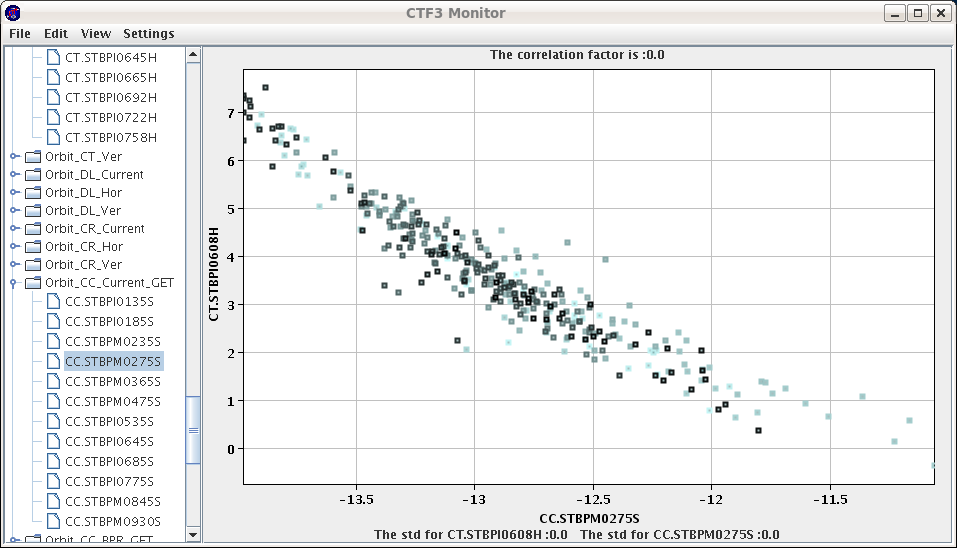 CTF3 Monitor
File Edit View Settings
CT.STBPI0645H
CT.STBPI0665H
CT.STBPI0692H
CT.STBPI0722H
CT.STBPI0758H
Orbit_CT_Ver
Orbit_DL_Current
Orbit_DL_Hor
Orbit_DL_Ver
Orbit_CR_Current
Orbit_CR_Hor
Orbit_CR_Ver
Orbit_CC_Current_GET
CC.STBPI0135S
CC.STBPI0185S
CC.STBPM0235S
CC.STBPM0275S
CC.STBPM0365S
CC.STBPM0475S
CC.STBPI0535S
CC.STBPI0645S
CC.STBPI0685S
CC.STBPI0775S
CC.STBPM0845S
CC.STBPM0930S
Orbit_CC_BPR_GET
The correlation factor is :0.0
7
6
5
4
3
2
1
0
CT.STBPI0608H
-13.5 -13 -12.5 -12 -11.5
CC.STBPM0275S
The std for CT.STBPI0608H :0.0 The std for CC.STBPM0275S :0.0